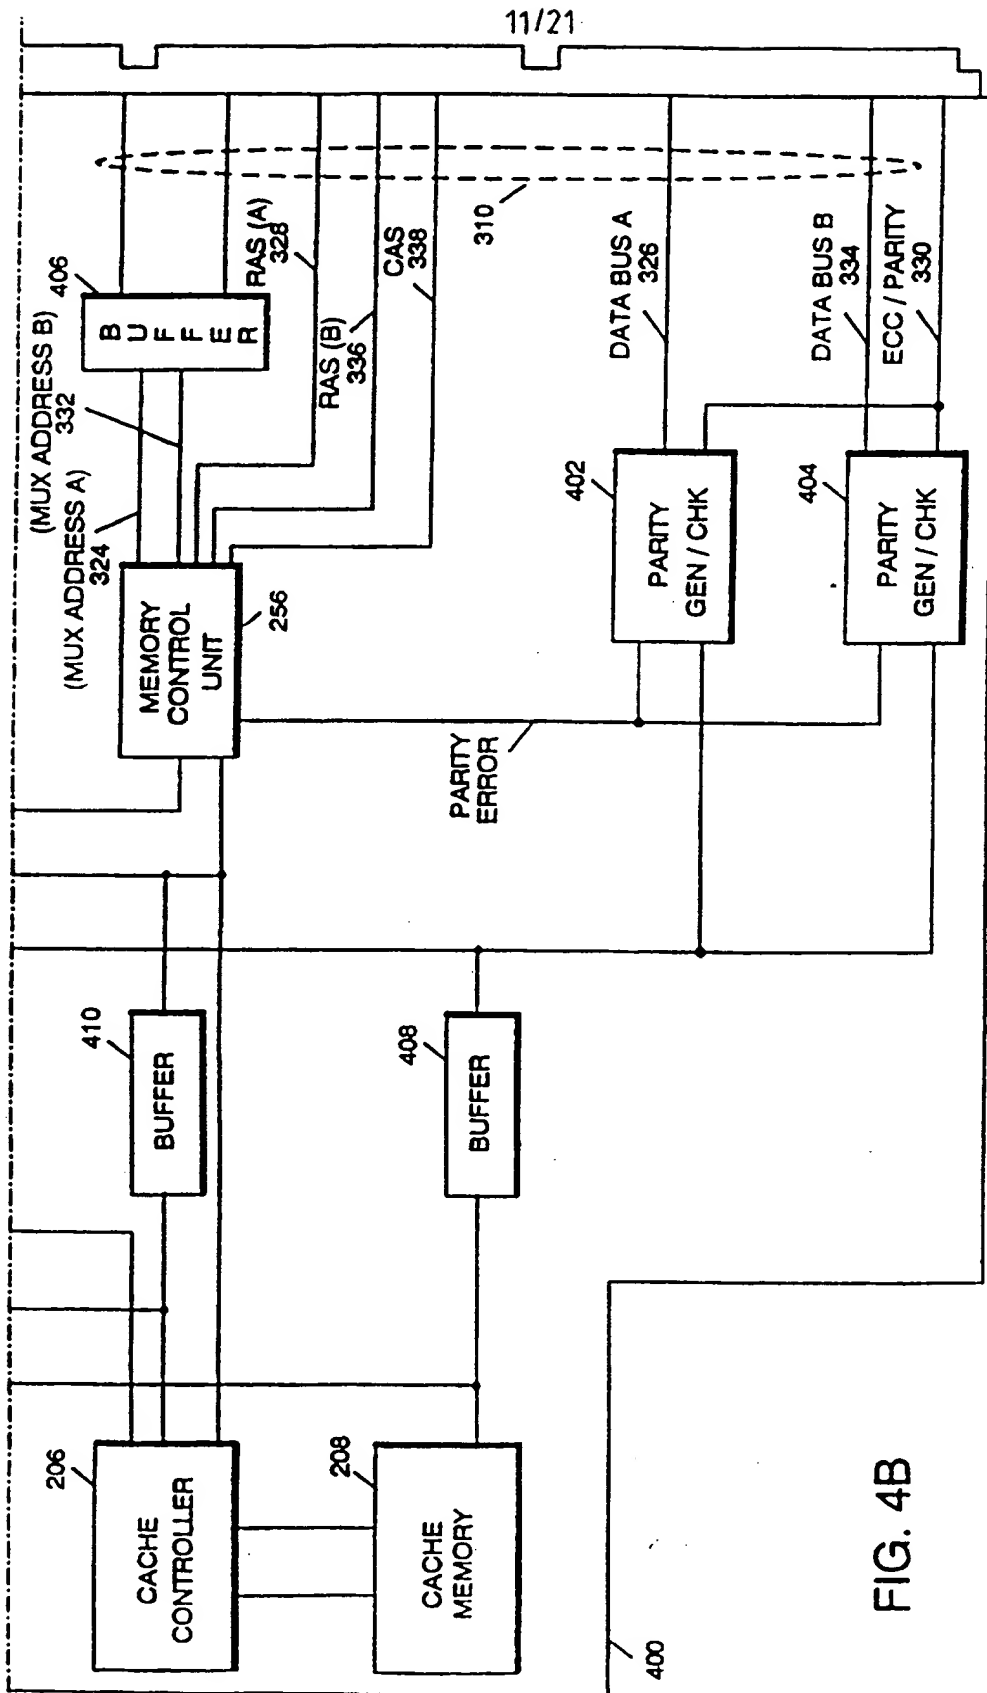 11/21
406
BUFFER
(MUX ADDRESS B)
332
(MUX ADDRESS A)
324
RAS (A)
328
RAS (B)
336
CAS
338
310
DATA BUS A
326
DATA BUS B
334
ECC / PARITY
330
MEMORY
CONTROL
UNIT
256
402
PARITY
GEN / CHK
404
PARITY
GEN / CHK
PARITY
ERROR
410
BUFFER
408
BUFFER
206
CACHE
CONTROLLER
208
CACHE
MEMORY
400
FIG. 4B